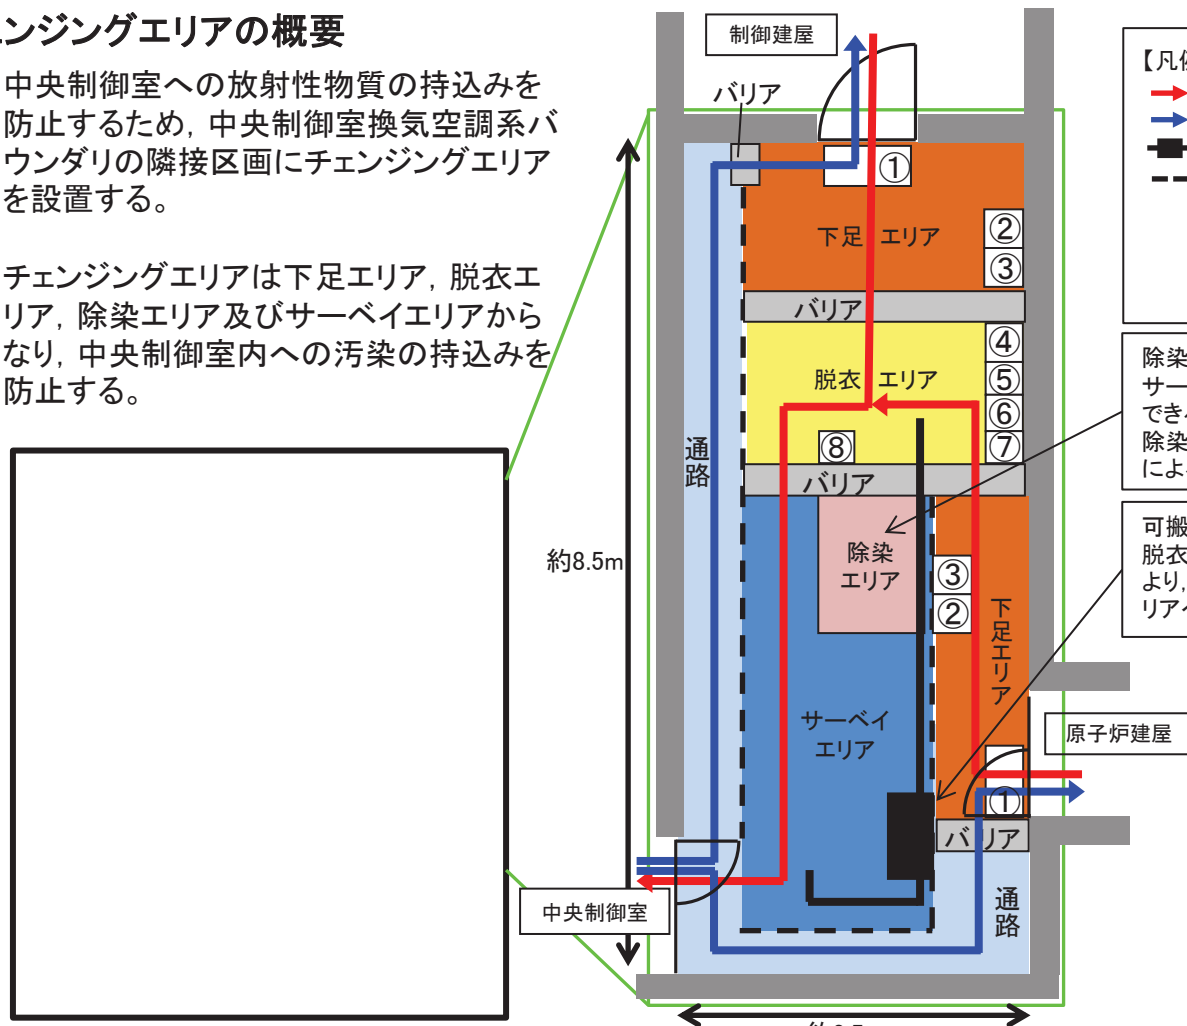 ンジングエリアの概要
中央制御室への放射性物質の持込みを
防止するため，中央制御室換気空調系バ
ウンダリの隣接区画にチェンジングエリア
を設置する。
チェンジングエリアは下足エリア，脱衣エ
リア，除染エリア及びサーベイエリアから
なり，中央制御室内への汚染の持込みを
防止する。
制御建屋
バリア
①
下足エリア
②
③
バリア
脱衣エリア
④
⑤
⑥
⑦
⑧
バリア
通路
約8.5m
除染
エリア
③
②
下足エリア
サーベイ
エリア
原子炉建屋
①
バリア
中央制御室
通路
【凡
除染
サー
でき
除染
によ
可搬
脱衣
より，
リア